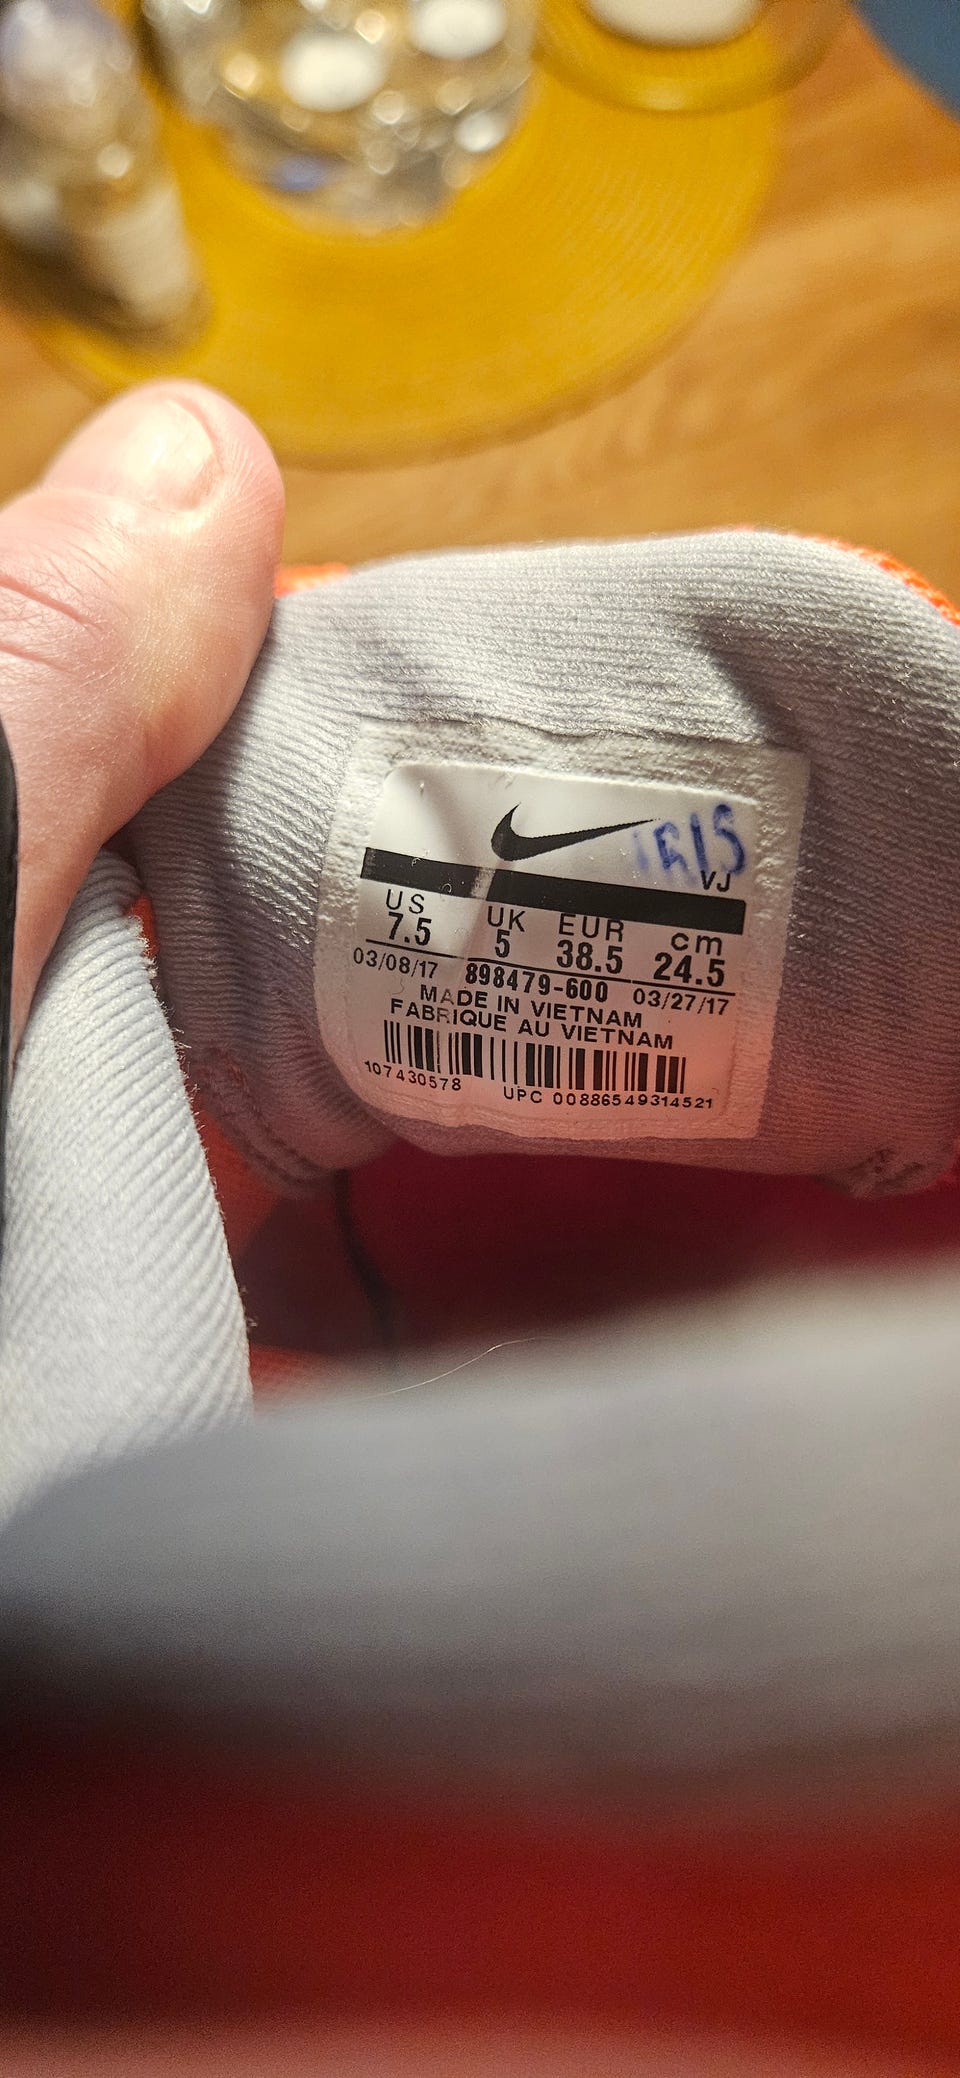 IRIS
VJ
US UK EUR cm
7.5 5 38.5 24.5
03/08/17 898479-600 03/27/17
MADE IN VIETNAM
FABRIQUE AU VIETNAM
107430578 UPC 00886549314521